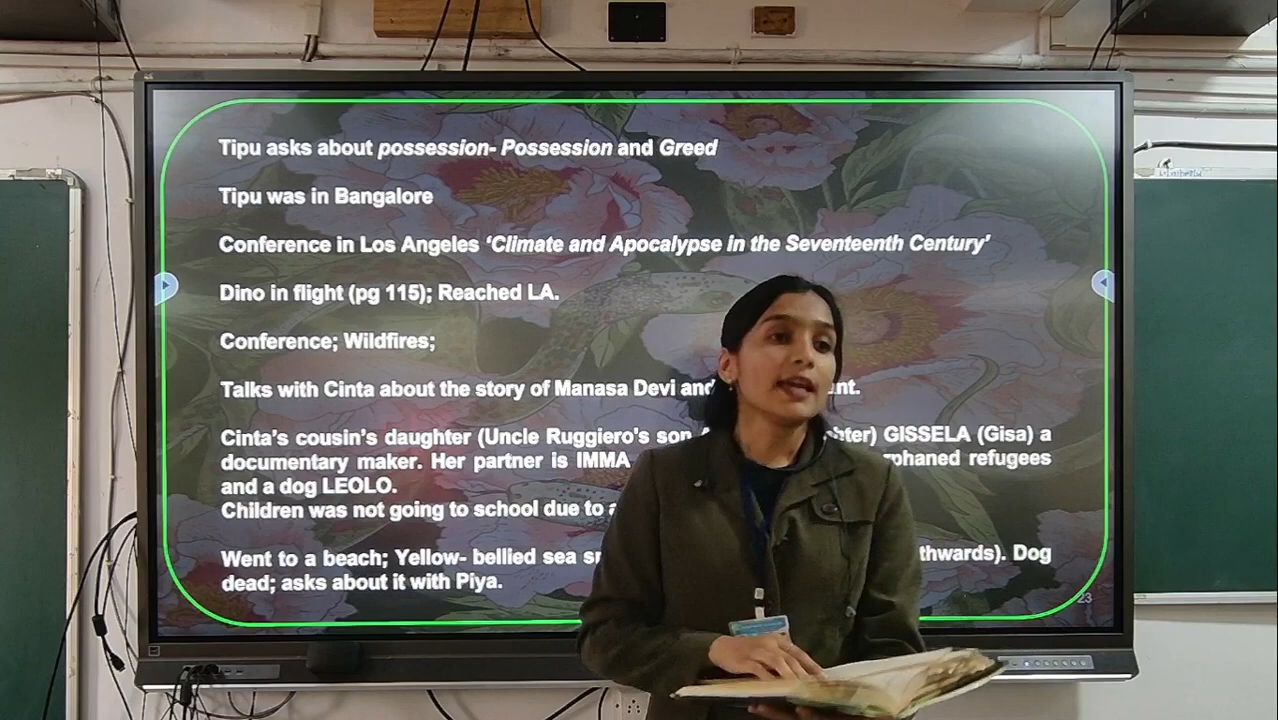 Tipu asks about possession- Possession and Greed
Tipu was in Bangalore
Conference in Los Angeles ‘Climate and Apocalypse in the Seventeenth Century’
Dino in flight (pg 115); Reached LA.
Conference; Wildfires;
Talks with Cinta about the story of Manasa Devi and
Cinta’s cousin’s daughter (Uncle Ruggiero’s son GISSELA (Gisa) a
documentary maker. Her partner is IMMA refugees
and a dog LEOLO.
Children was not going to school due to
Went to a beach; Yellow- bellied sea Dog
dead; asks about it with Piya.
23